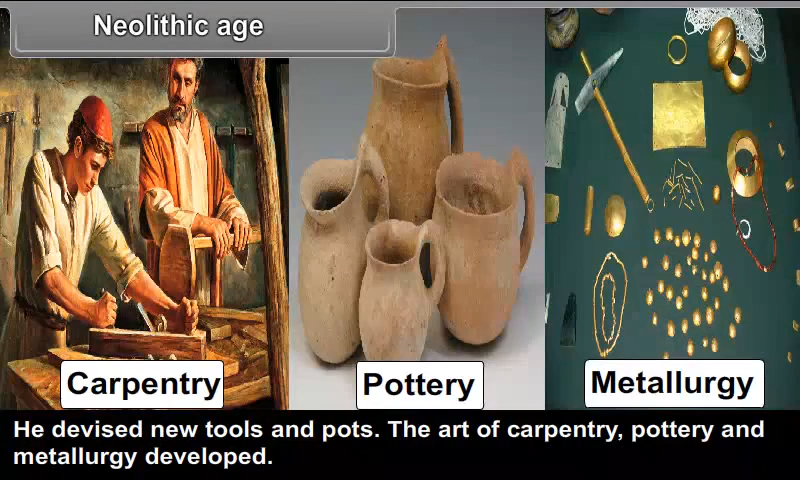 Neolithic age
Carpentry
Pottery
Metallurgy
He devised new tools and pots. The art of carpentry, pottery and
metallurgy developed.